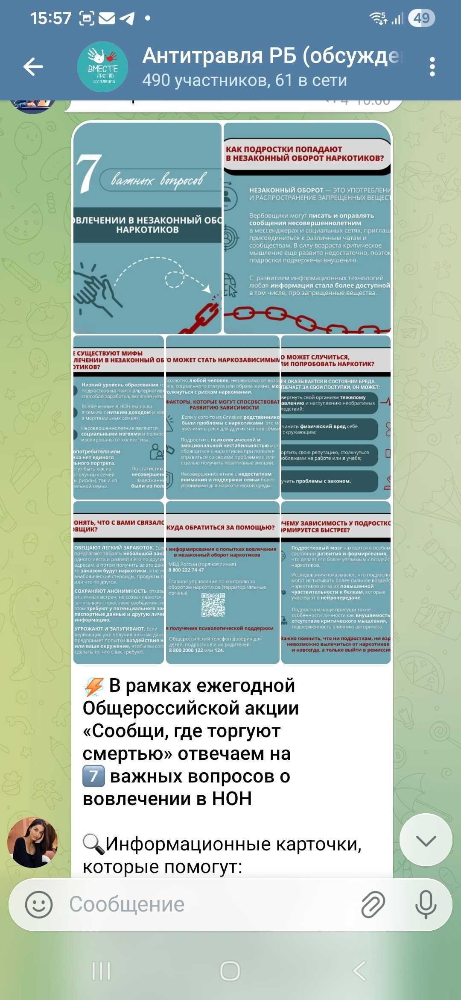 15:57
5
49
Антитравля РБ (обсужде
490 участников, 61 в сети
ВМЕСТЕ
ПРОТИВ
БУЛЛИНГА
7
важных вопросов
ОВЛЕЧЕНИИ В НЕЗАКОННЫЙ ОБО
НАРКОТИКОВ
КАК ПОДРОСТКИ ПОПАДАЮТ
В НЕЗАКОННЫЙ ОБОРОТ НАРКОТИКОВ?
НЕЗАКОННЫЙ ОБОРОТ — ЭТО УПОТРЕБЛЕНИ
И РАСПРОСТРАНЕНИЕ ЗАПРЕЩЕННЫХ ВЕЩЕСТ
Вербовщики могут писать и оправлять
сообщения несовершеннолетним
в мессенджерах и социальных сетях, приглаш
присоединиться к различным чатам и
сообществам. В силу возраста критическое
мышление еще развито недостаточно, поэтом
подростки подвержены внушению.
С развитием информационных технологий
любая информация стала более доступной
в том числе, про запрещенные вещества.
Е СУЩЕСТВУЮТ МИФЫ
ЛЕЧЕНИИ В НЕЗАКОННЫЙ ОБ
ОТИКОВ?
Низкий уровень образования то
подростков на поиск альтернатив
способов заработка, включая неза
Вовлеченные в НОН выросли
в семьях с низким доходом и жи
в маргинальных семьях.
Несовершеннолетние являются
социальными изгоями и полнос
изолированы от коллектива.
опотребителя или
ика нет единого
льного портрета.
огут быть как из
ополучных семей
ы риска»), так и из
ельной семьи.
По статистике
несовершен
задержанн
были из пол
ТО МОЖЕТ СТАТЬ НАРКОЗАВИСИМЫМ
бсолютно любой человек, независимо от возра
ола, социального статуса или образа жизни, мо
олкнуться с риском наркомании.
ФАКТОРЫ, КОТОРЫЕ МОГУТ СПОСОБСТВОВАТ
РАЗВИТИЮ ЗАВИСИМОСТИ
Если у кого-то из близких родственнико
были проблемы с наркотиками, это м
увеличить риск для других членов семьи
Подростки с психологической и
эмоциональной нестабильностью могу
обращаться к наркотикам при попытке
справиться со своими проблемами или
с целью получить позитивные эмоции.
Несовершеннолетние с недостатком
внимания и поддержки семьи более
уязвимыми для наркотической среды.
О МОЖЕТ СЛУЧИТЬСЯ,
ЛИ ПОПРОБОВАТЬ НАРКОТИК?
ЕК ОКАЗЫВАЕТСЯ В СОСТОЯНИИ БРЕДА
ТВЕЧАЕТ ЗА СВОИ ПОСТУПКИ, ОН МОЖЕТ:
вергнуть свой организм тяжелому
авлению и наступлению необратимых
ледствий;
чинить физический вред себе
окружающим;
ортить свою репутацию, столкнуться
облемами на работе или в учебе;
учить проблемы с законом.
ОНЯТЬ, ЧТО С ВАМИ СВЯЗАЛС
ОВЩИК?
ОБЕЩАЮТ ЛЕГКИЙ ЗАРАБОТОК. Если
предлагают забрать небольшой зака
одного места и развезти его по други
адресам, а потом получить за это ден
то заказом будут наркотики, а не ле
анаболические стероиды, продукты п
или что-то другое.
СОХРАНЯЮТ АНОНИМНОСТЬ, отказы
от личных встреч, не созваниваются и
записывают голосовые сообщения, н
этом требуют у потенциального зак
паспортные данные и другую личн
информацию.
УГРОЖАЮТ И ЗАПУГИВАЮТ. Если
вербовщик уже получил личные данн
предпримет попытки воздействия н
или ваше окружение, чтобы вы сог
сделать то, что с вас требуют.
КУДА ОБРАТИТЬСЯ ЗА ПОМОЩЬЮ?
информирования о попытках вовлечения
в незаконный оборот наркотиков
МВД России (горячая линия)
8 800 222 74 47
Главное управление по контролю за
оборотом наркотиков (территориальные
органы)
я получения психологической поддержки
Общероссийский телефон доверия для
детей, подростков и их родителей:
8 800 2000 122 или 124.
ЧЕМУ ЗАВИСИМОСТЬ У ПОДРОСТКО
ОРМИРУЕТСЯ БЫСТРЕЕ?
Подростковый мозг находится в особом
состоянии развития и формирования,
что делает его более уязвимым к воздейс
наркотиков.
Исследования показывают, что подростки
могут испытывать более сильное воздейс
наркотиков из-за их повышенной
чувствительности к белкам, которые
участвуют в нейропередаче.
Подросткам чаще присущи такие
особенности личности как внушаемость
отсутствие критического мышления,
подверженность влиянию авторитета.
Важно помнить, что ни подросткам, ни взр
невозможно вылечиться от наркотиков
и навсегда, а только выйти в ремисси
⚡ В рамках ежегодной
Общероссийской акции
«Сообщи, где торгуют
смертью» отвечаем на
7️⃣ важных вопросов о
вовлечении в НОН
🔍Информационные карточки,
которые помогут:
Сообщение